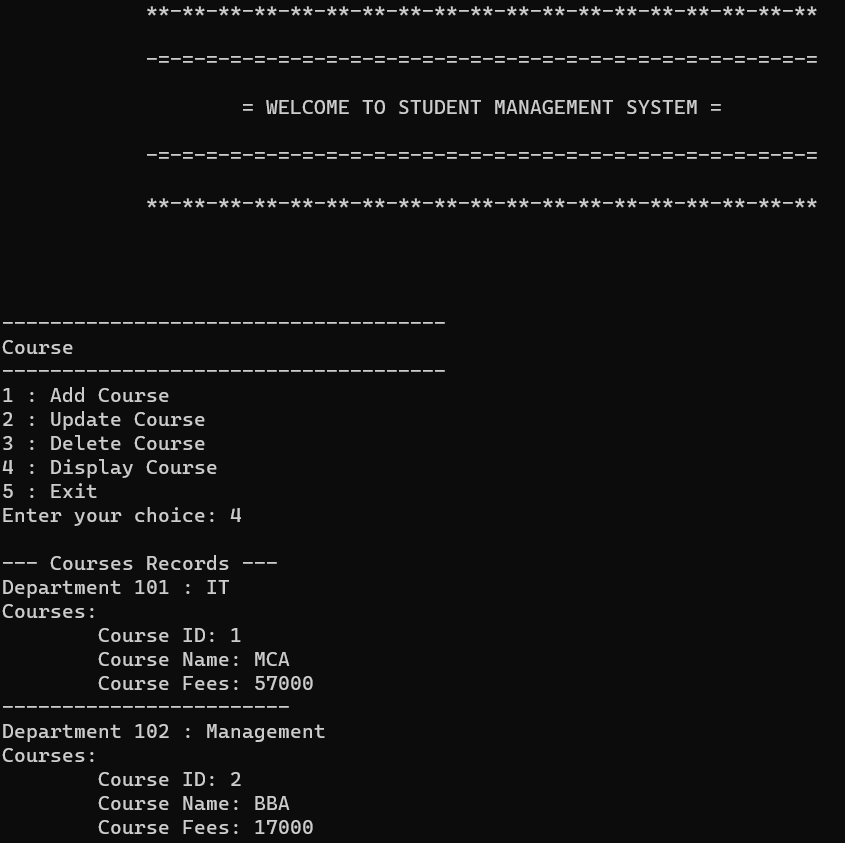 **-**-**-**-**-**-**-**-**-**-**-**-**-**-**-**-**-**-**
-=-=-=-=-=-=-=-=-=-=-=-=-=-=-=-=-=-=-=-=-=-=-=-=-=-=-=-=
= WELCOME TO STUDENT MANAGEMENT SYSTEM =
-=-=-=-=-=-=-=-=-=-=-=-=-=-=-=-=-=-=-=-=-=-=-=-=-=-=-=-=
**-**-**-**-**-**-**-**-**-**-**-**-**-**-**-**-**-**-**
-------------------------------------
Course
-------------------------------------
1 : Add Course
2 : Update Course
3 : Delete Course
4 : Display Course
5 : Exit
Enter your choice: 4
--- Courses Records ---
Department 101 : IT
Courses:
Course ID: 1
Course Name: MCA
Course Fees: 57000
------------------------
Department 102 : Management
Courses:
Course ID: 2
Course Name: BBA
Course Fees: 17000